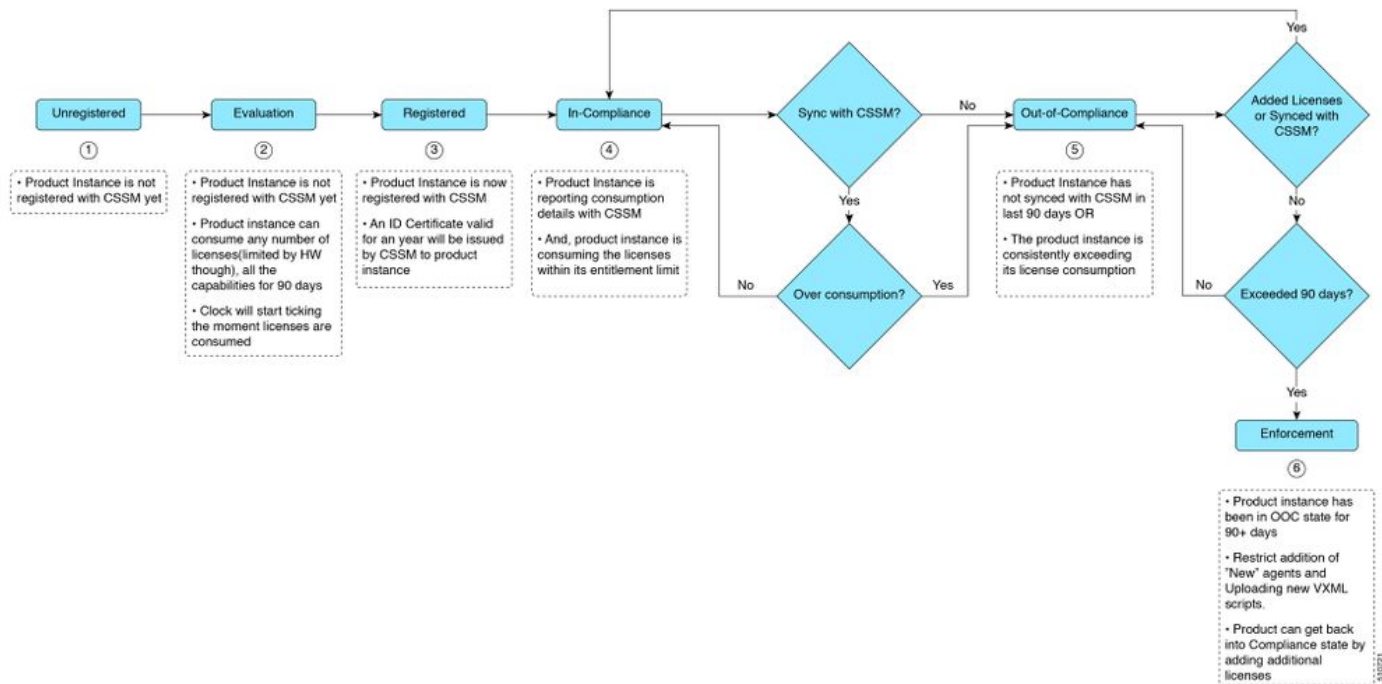 Yes
Unregistered
Evaluation
Registered
In-Compliance
Sync with CSSM?
No
Out-of-Compliance
Added Licenses
or Synced with
CSSM?
1
• Product Instance is not
registered with CSSM yet
2
• Product Instance is not
registered with CSSM yet
• Product instance can
consume any number of
licenses(limited by HW
though), all the
capabilities for 90 days
• Clock will start ticking
the moment licenses are
consumed
3
• Product Instance is now
registered with CSSM
• An ID Certificate valid
for an year will be issued
by CSSM to product
instance
4
• Product Instance is
reporting consumption
details with CSSM
• And, product instance is
consuming the licenses
within its entitlement limit
Yes
No
Over consumption?
Yes
5
• Product Instance has
not synced with CSSM in
last 90 days OR
• The product instance is
consistently exceeding
its license consumption
No
No
Exceeded 90 days?
Yes
Enforcement
6
• Product instance has
been in OOC state for
90+ days
• Restrict addition of
"New" agents and
Uploading new VXML
scripts.
• Product can get back
into Compliance state by
adding additional
licenses